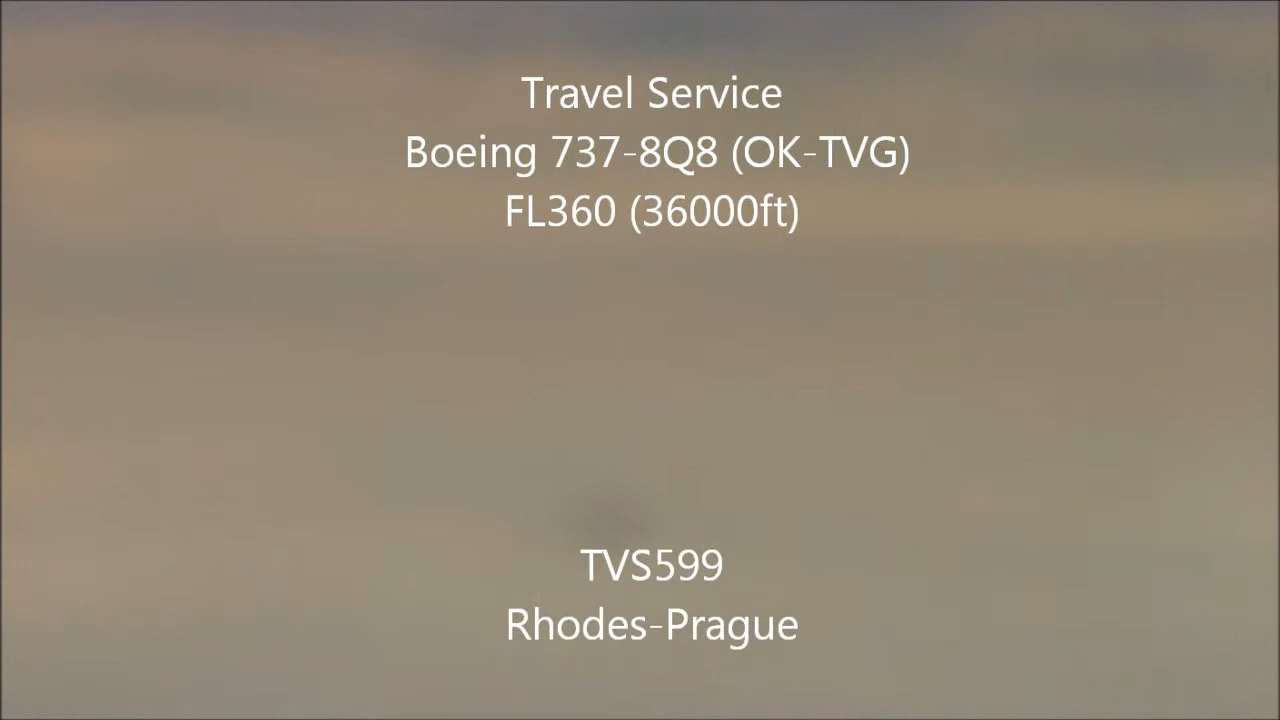 Travel Service
Boeing 737-8Q8 (OK-TVG)
FL360 (36000ft)
TVS599
Rhodes-Prague